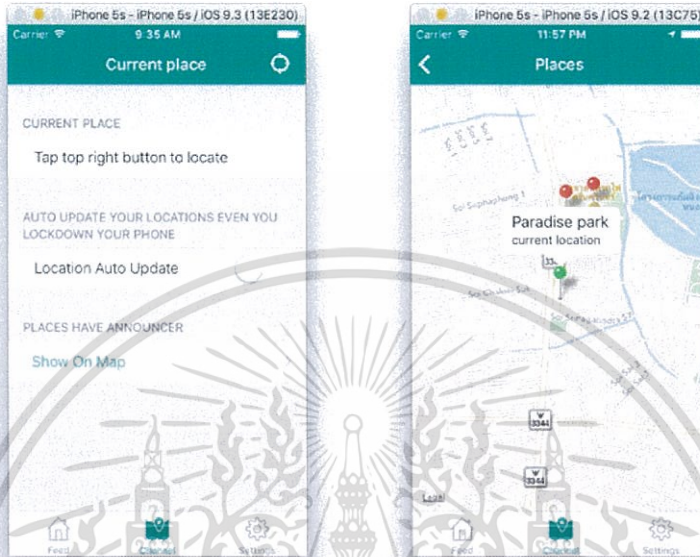 iPhone 5s - iPhone 5s / iOS 9.3 (13E230)
Carrier 9:35 AM
Current place
CURRENT PLACE
Tap top right button to locate
AUTO UPDATE YOUR LOCATIONS EVEN YOU
LOCKDOWN YOUR PHONE
Location Auto Update
PLACES HAVE ANNOUNCER
Show On Map
Feed Channel Settings
iPhone 5s - iPhone 5s / iOS 9.2 (13C75)
Carrier 11:57 PM
Places
Paradise park
current location
3344
3344
Legal
Feed Channel Settings